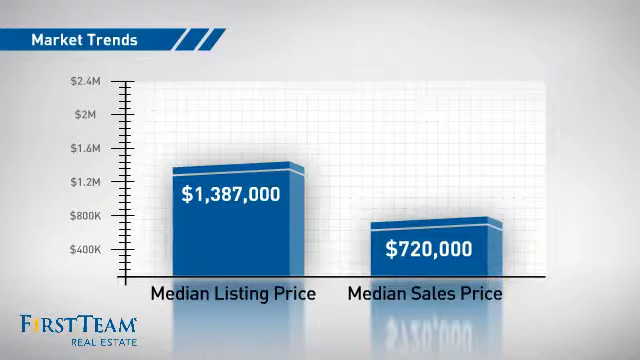 Market Trends
$2.4M
$2M
$1.6M
$1.2M
$800K
$400K
$1,387,000
$720,000
Median Listing Price
Median Sales Price
FIRSTTEAM®
REAL ESTATE